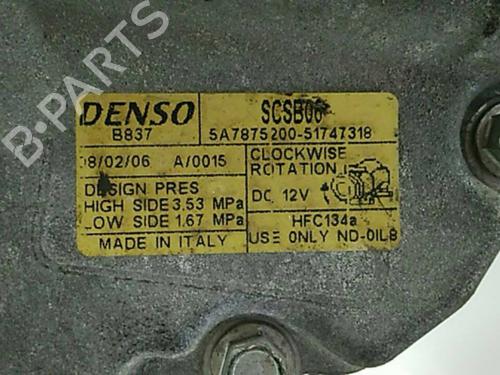 B-PARTS
DENSO
B837
SCSB06
5A7875200-51747318
08/02/06 A/0015
CLOCKWISE
ROTATION
DESIGN PRES
HIGH SIDE 3.53 MPa
LOW SIDE 1.67 MPa
DC 12V
HFC134a
MADE IN ITALY
USE ONLY ND-OIL8